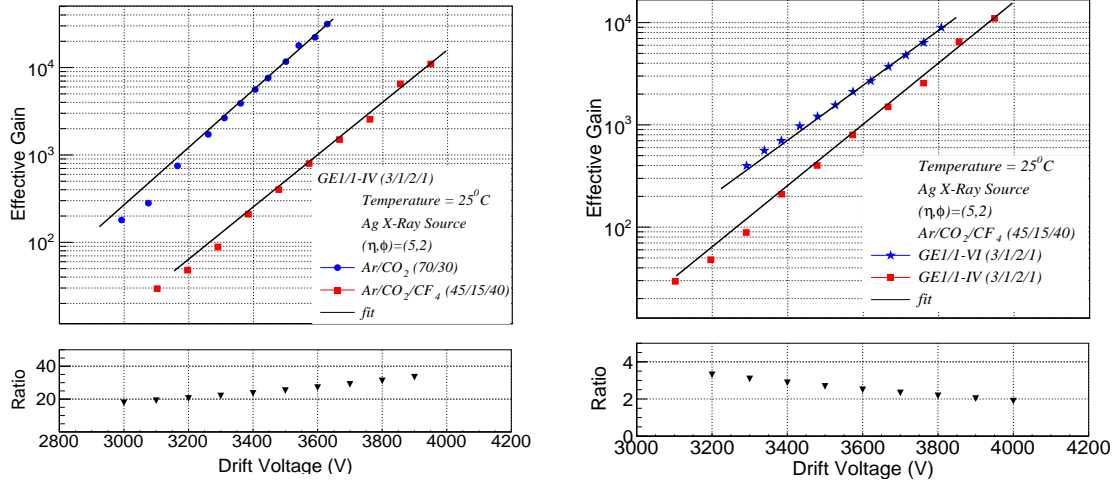 Effective Gain
10^4
10^3
10^2
GE1/1-IV (3/1/2/1)
Temperature = 25^0C
Ag X-Ray Source
(η,ϕ)=(5,2)
Ar/CO_2 (70/30)
Ar/CO_2/CF_4 (45/15/40)
fit
Ratio
40
20
2800 3000 3200 3400 3600 3800 4000 4200
Drift Voltage (V)
Effective Gain
10^4
10^3
10^2
Temperature = 25^0C
Ag X-Ray Source
(η,ϕ)=(5,2)
Ar/CO_2/CF_4 (45/15/40)
GE1/1-VI (3/1/2/1)
GE1/1-IV (3/1/2/1)
fit
Ratio
4
2
0
3000 3200 3400 3600 3800 4000 4200
Drift Voltage (V)